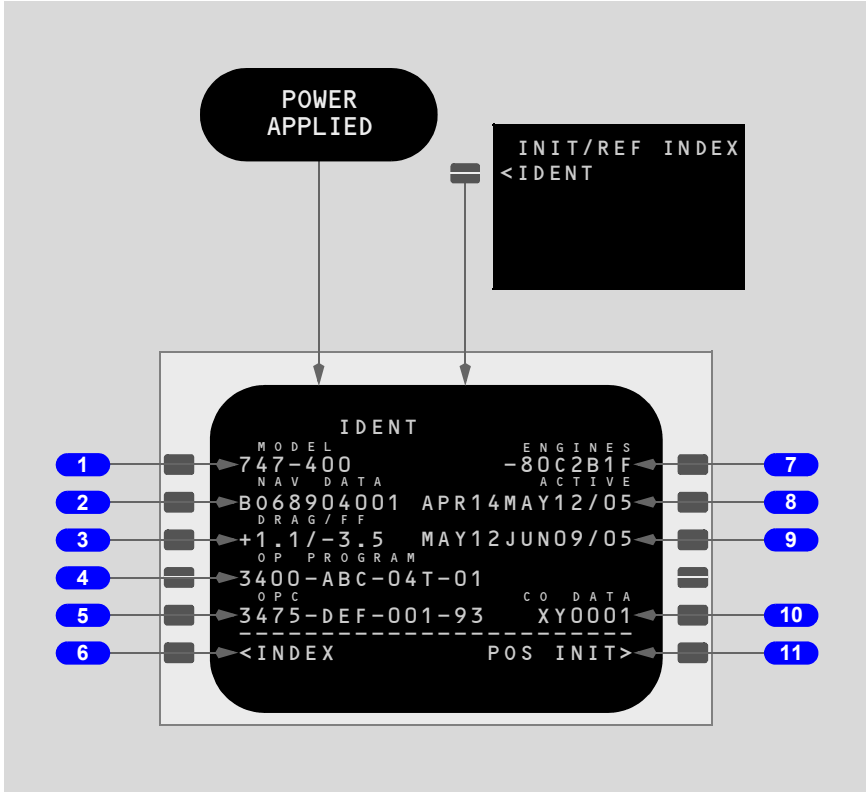 POWER
APPLIED
INIT/REF INDEX
<IDENT
IDENT
MODEL ENGINES
1 747-400 -80C2B1F 7
NAV DATA ACTIVE
2 BO68904001 APR14MAY12/05 8
DRAG/FF
3 +1.1/-3.5 MAY12JUN09/05 9
OP PROGRAM
4 3400-ABC-04T-01
OPC CO DATA
5 3475-DEF-001-93 XY0001 10
--------------------------
6 <INDEX POS INIT> 11